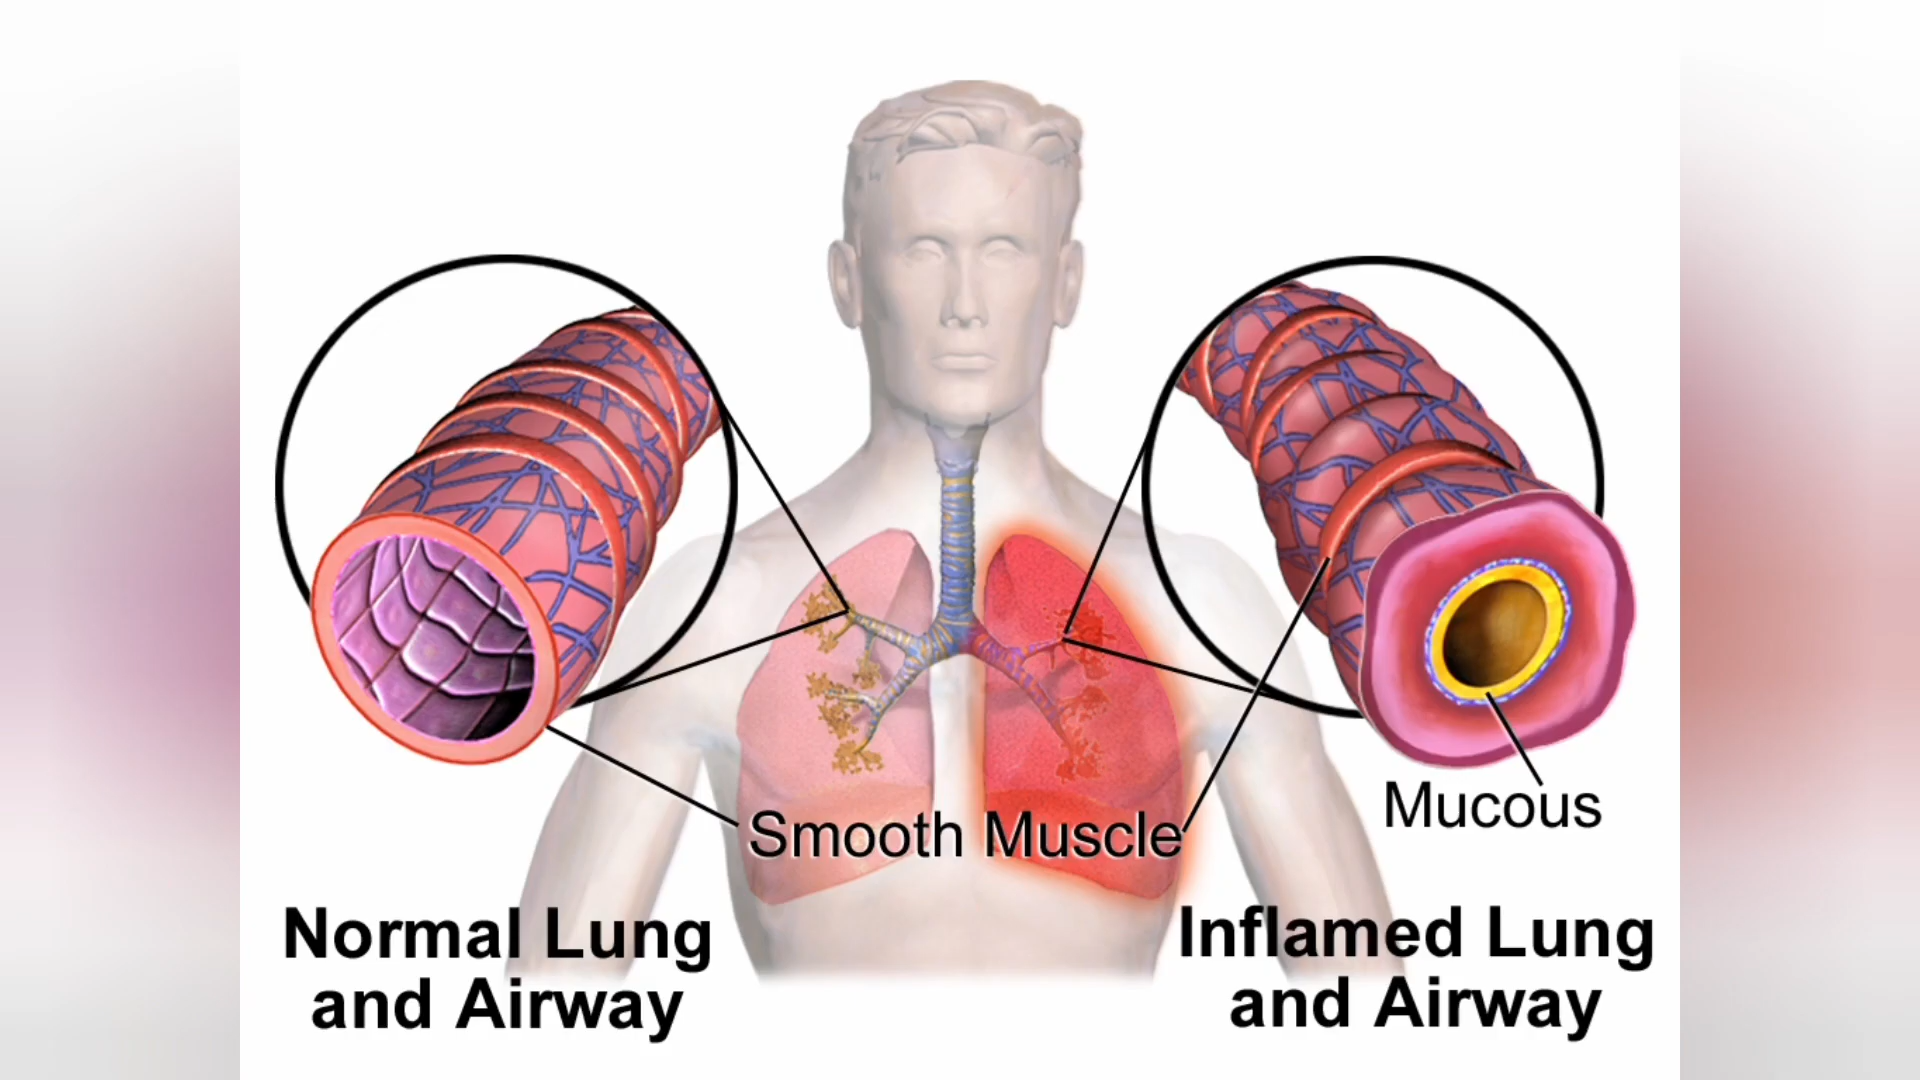 Smooth Muscle
Mucous
Normal Lung
and Airway
Inflamed Lung
and Airway